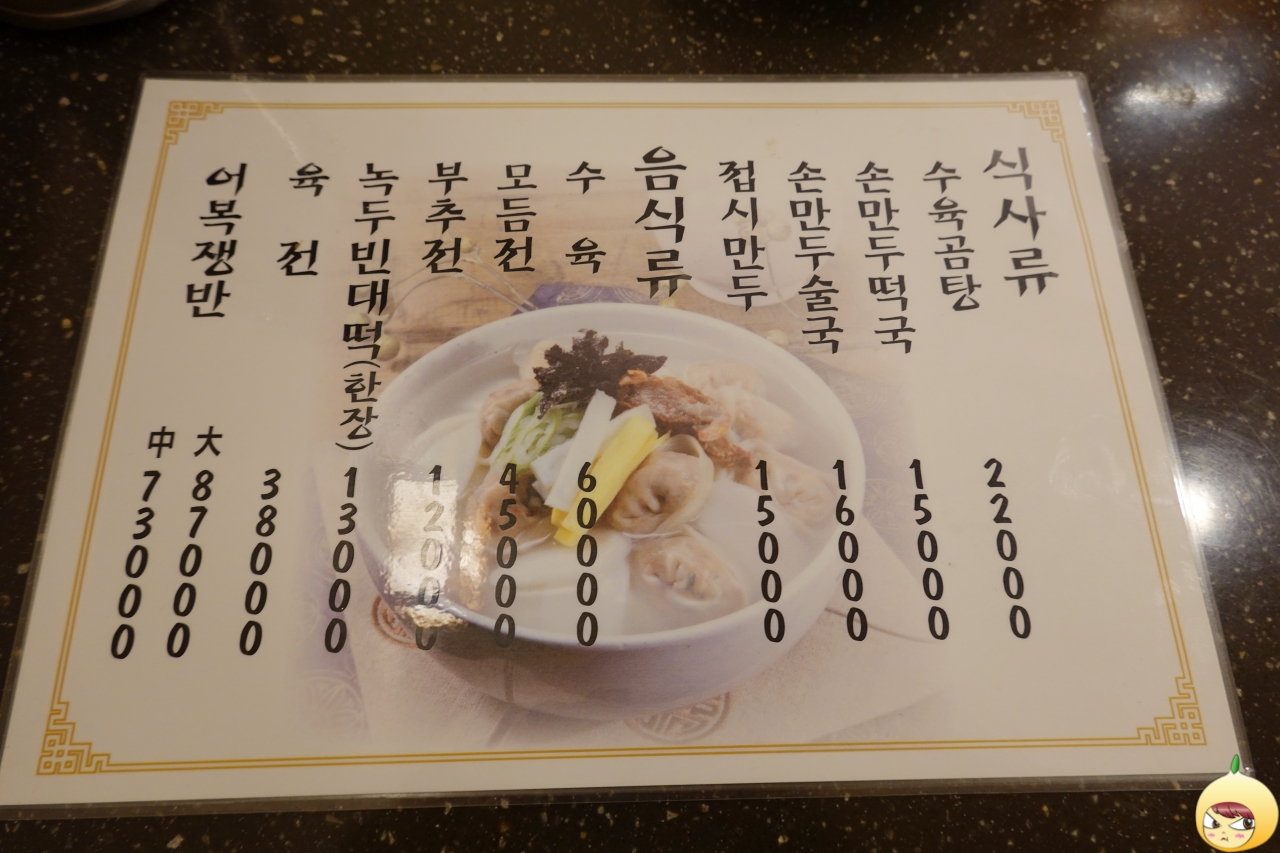 식사류
수육곰탕 22000
손만두떡국 15000
손만두술국 16000
접시만두 15000
음식류
수육 60000
모듬전 45000
부추전 12000
녹두빈대떡(한장) 13000
육전 38000
어복쟁반 大 87000
中 73000